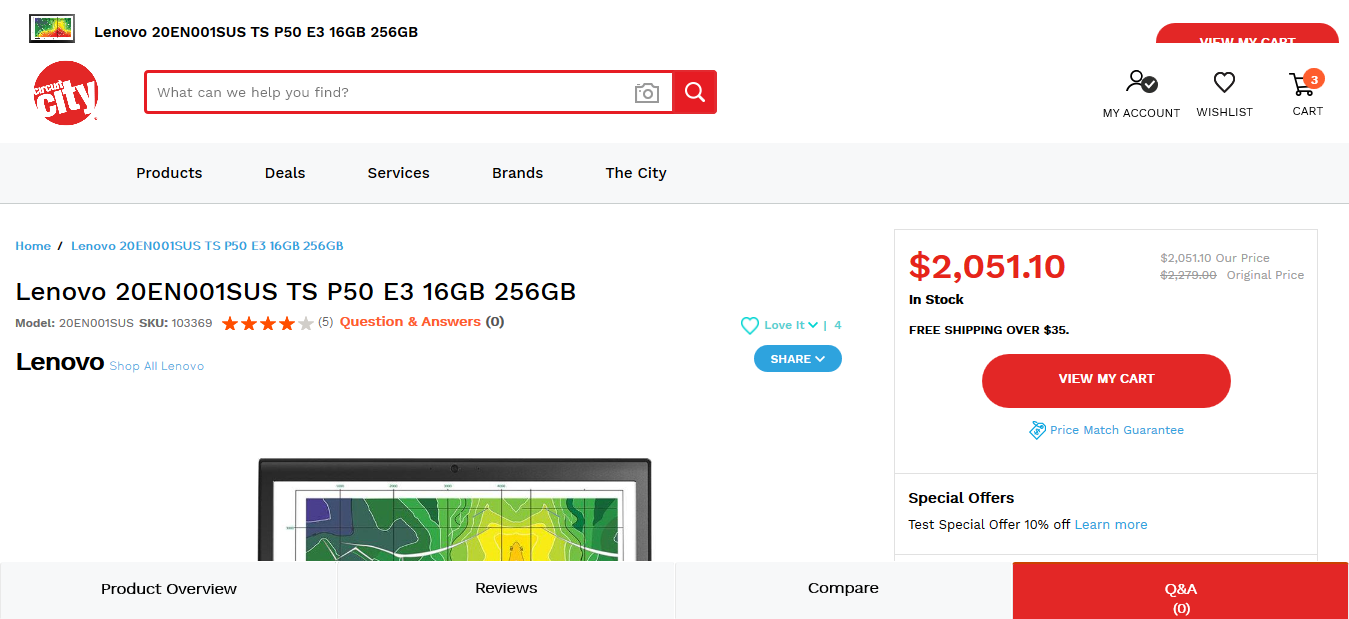 Lenovo 20EN001SUS TS P50 E3 16GB 256GB
VIEW MY CART
circuit city
What can we help you find?
MY ACCOUNT
WISHLIST
3
CART
Products
Deals
Services
Brands
The City
Home / Lenovo 20EN001SUS TS P50 E3 16GB 256GB
Lenovo 20EN001SUS TS P50 E3 16GB 256GB
Model: 20EN001SUS SKU: 103369 (5) Question & Answers (0)
Love It | 4
Lenovo Shop All Lenovo
SHARE
$2,051.10
$2,051.10 Our Price
$2,279.00 Original Price
In Stock
FREE SHIPPING OVER $35.
VIEW MY CART
Price Match Guarantee
Special Offers
Test Special Offer 10% off Learn more
Product Overview
Reviews
Compare
Q&A
(0)